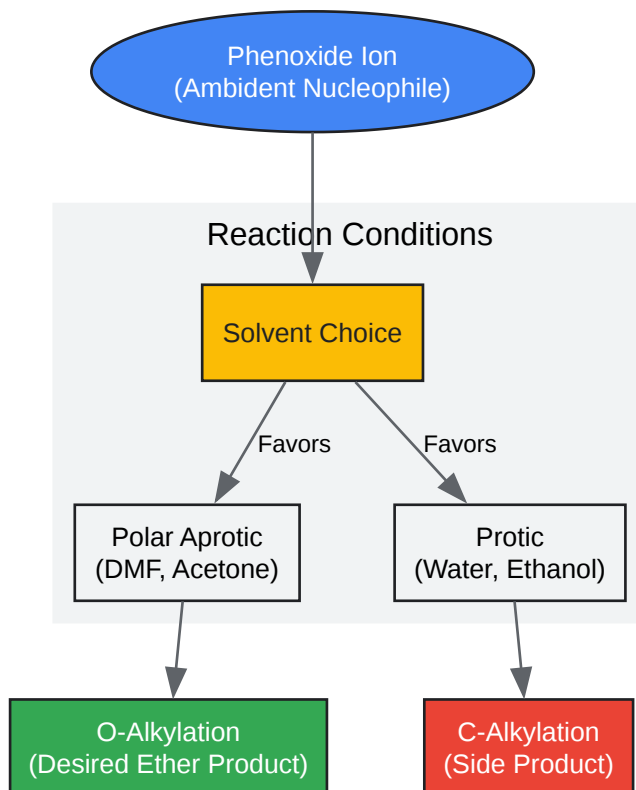 Phenoxide Ion
(Ambident Nucleophile)
Reaction Conditions
Solvent Choice
Favors
Favors
Polar Aprotic
(DMF, Acetone)
Protic
(Water, Ethanol)
O-Alkylation
(Desired Ether Product)
C-Alkylation
(Side Product)